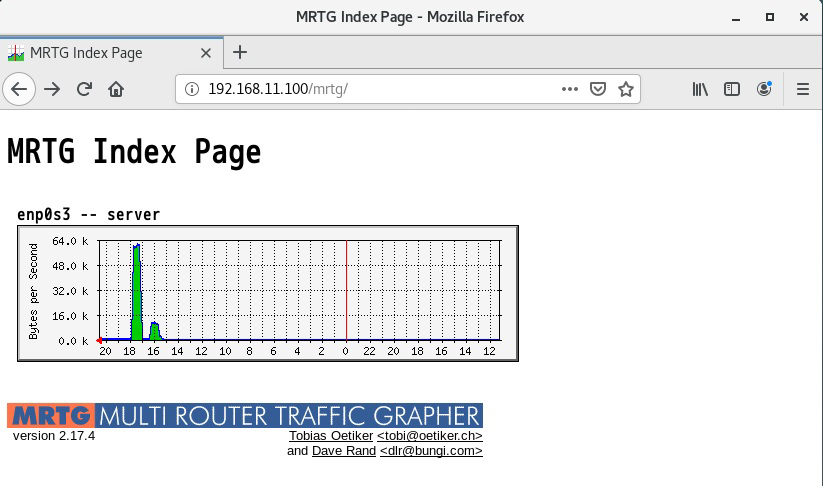 MRTG Index Page - Mozilla Firefox
MRTG Index Page
192.168.11.100/mrtg/
MRTG Index Page
enp0s3 -- server
Bytes per Second
64.0 k
48.0 k
32.0 k
16.0 k
0.0 k
20 18 16 14 12 10 8 6 4 2 0 22 20 18 16 14 12
MRTG MULTI ROUTER TRAFFIC GRAPHER
version 2.17.4 Tobias Oetiker <tobi@oetiker.ch>
and Dave Rand <dlr@bungi.com>